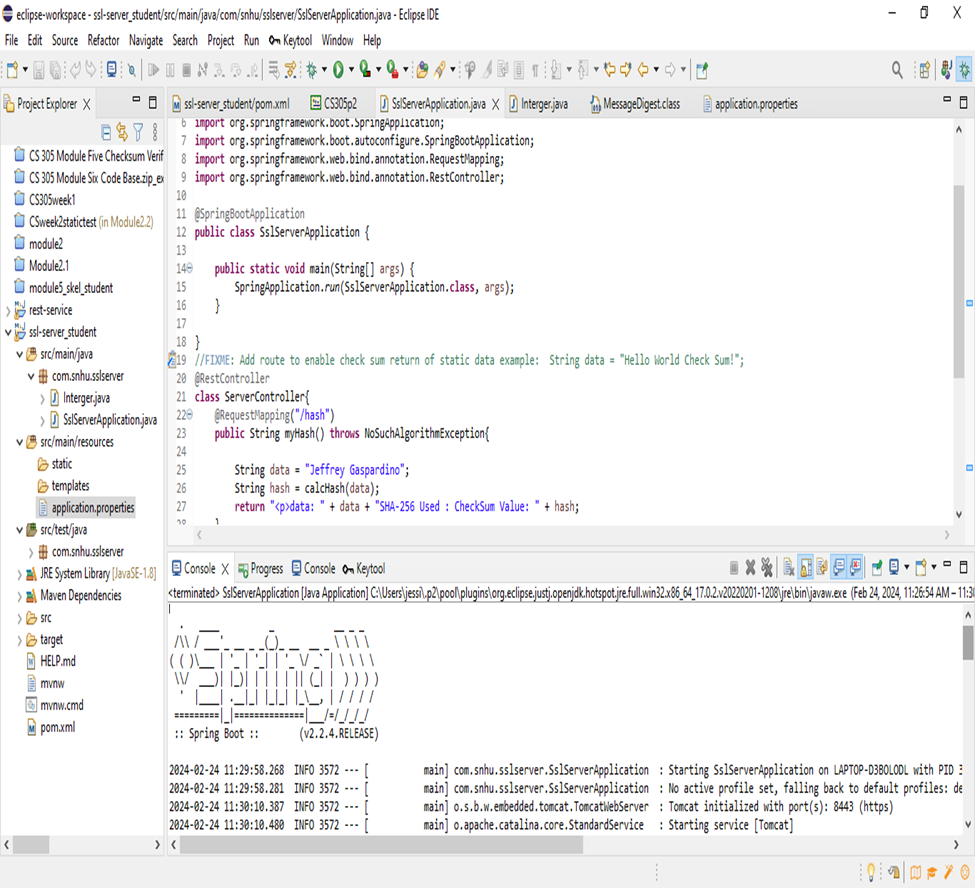 eclipse-workspace - ssl-server_student/src/main/java/com/snhu/sslserver/SslServerApplication.java - Eclipse IDE
File Edit Source Refactor Navigate Search Project Run Keytool Window Help
Project Explorer
CS 305 Module Five Checksum Verif
CS 305 Module Six Code Base.zip_ex
CS305week1
CSweek2statictest (in Module2.2)
module2
Module2.1
module5_skel_student
rest-service
ssl-server_student
src/main/java
com.snhu.sslserver
Interger.java
SslServerApplication.java
src/main/resources
static
templates
application.properties
src/test/java
com.snhu.sslserver
JRE System Library [JavaSE-1.8]
Maven Dependencies
src
target
HELP.md
mvnw
mvnw.cmd
pom.xml
ssl-server_student/pom.xml CS305p2 SslServerApplication.java Interger.java MessageDigest.class application.properties
6 import org.springframework.boot.SpringApplication;
7 import org.springframework.boot.autoconfigure.SpringBootApplication;
8 import org.springframework.web.bind.annotation.RequestMapping;
9 import org.springframework.web.bind.annotation.RestController;
10
11 @SpringBootApplication
12 public class SslServerApplication {
13
14 public static void main(String[] args) {
15 SpringApplication.run(SslServerApplication.class, args);
16 }
17
18 }
19 //FIXME: Add route to enable check sum return of static data example:  String data = "Hello World Check Sum!";
20 @RestController
21 class ServerController{
22 @RequestMapping("/hash")
23 public String myHash() throws NoSuchAlgorithmException{
24
25 String data = "Jeffrey Gaspardino";
26 String hash = calcHash(data);
27 return "<p>data: " + data + "SHA-256 Used : CheckSum Value: " + hash;
28 }
Console Progress Console Keytool
<terminated> SslServerApplication [Java Application] C:\Users\jessi\.p2\pool\plugins\org.eclipse.justj.openjdk.hotspot.jre.full.win32.x86_64_17.0.2.v20220201-1208\jre\bin\javaw.exe (Feb 24, 2024, 11:26:54 AM – 11:3
:: Spring Boot :: (v2.2.4.RELEASE)
2024-02-24 11:29:58.268 INFO 3572 --- [ main] com.snhu.sslserver.SslServerApplication : Starting SslServerApplication on LAPTOP-D3BOLODL with PID 3
2024-02-24 11:29:58.281 INFO 3572 --- [ main] com.snhu.sslserver.SslServerApplication : No active profile set, falling back to default profiles: de
2024-02-24 11:30:10.387 INFO 3572 --- [ main] o.s.b.w.embedded.tomcat.TomcatWebServer : Tomcat initialized with port(s): 8443 (https)
2024-02-24 11:30:10.480 INFO 3572 --- [ main] o.apache.catalina.core.StandardService : Starting service [Tomcat]